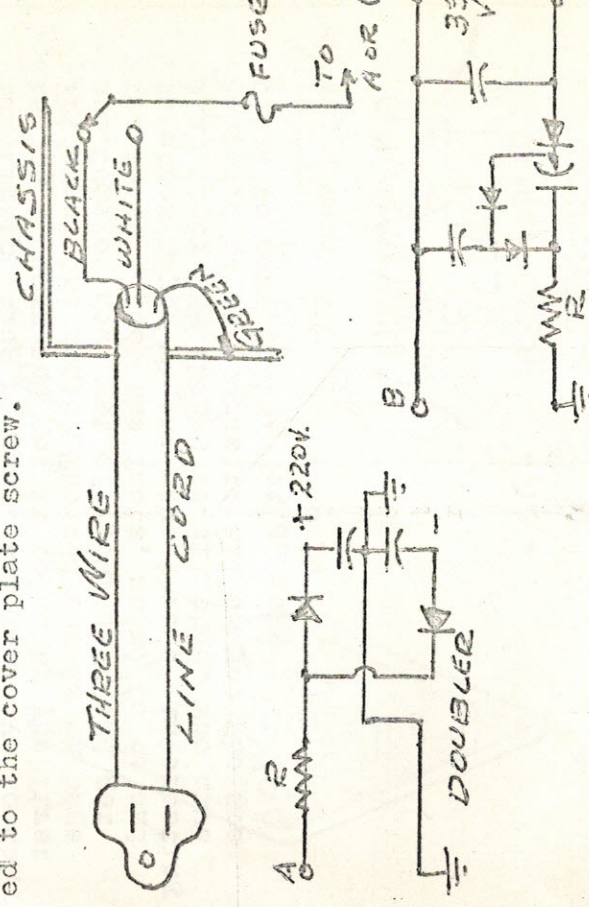 ed to the cover plate screw.
CHASSIS
THREE WIRE
LINE CORD
BLACK
WHITE
GREEN
FUSE
TO
A OR
A
R
+ 220V.
-
DOUBLER
B
R